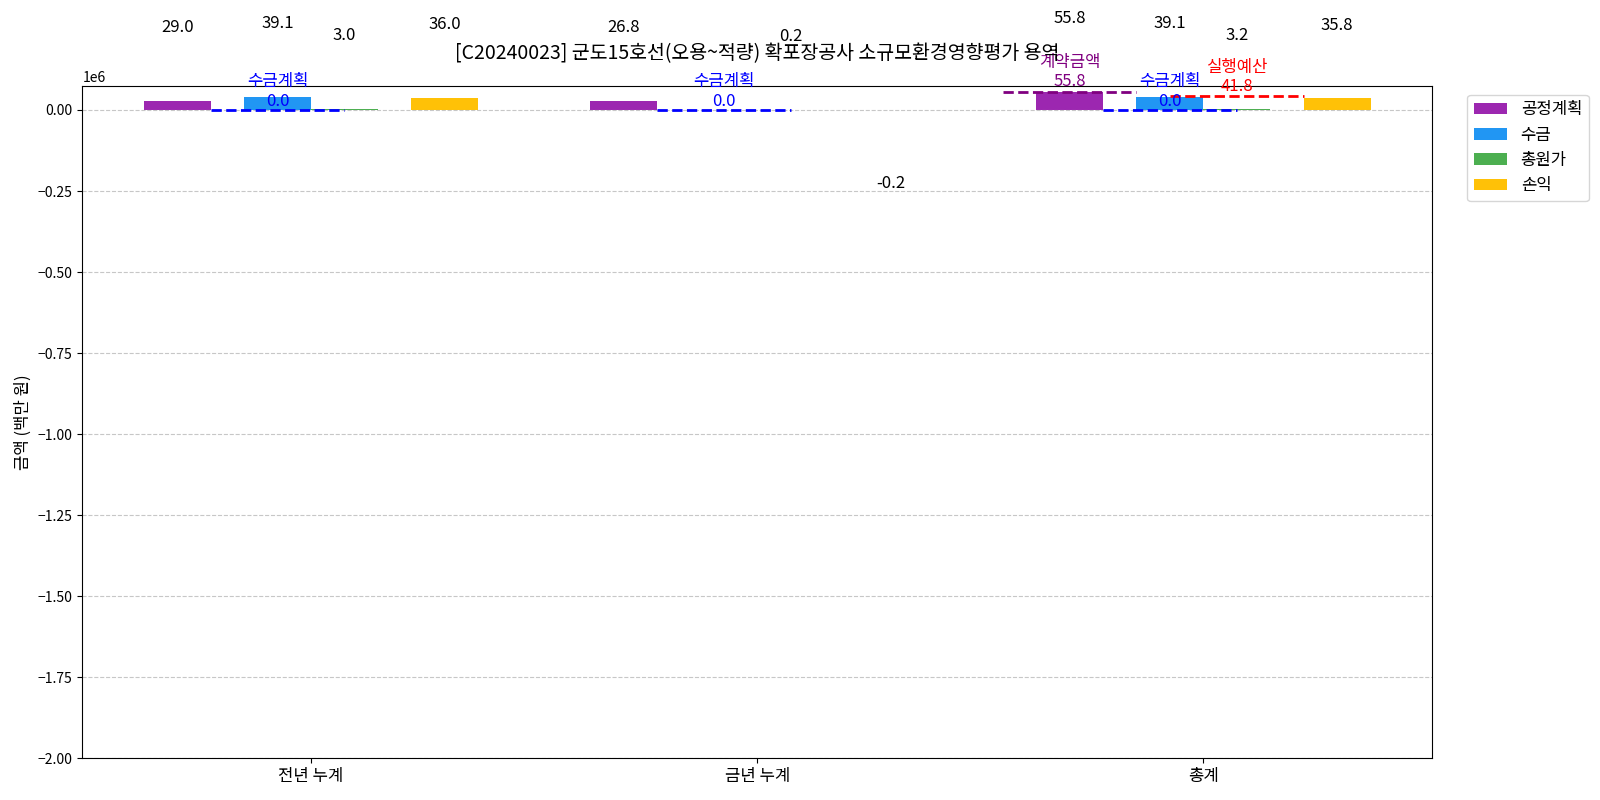 29.0
39.1
3.0
36.0
26.8
0.2
55.8
39.1
3.2
35.8
[C20240023] 군도15호선(오용~적량) 확포장공사 소규모환경영향평가 용역
계약금액
55.8
실행예산
41.8
수금계획
0.0
수금계획
0.0
수금계획
0.0
-0.2
1e6
0.00
−0.25
−0.50
−0.75
−1.00
−1.25
−1.50
−1.75
−2.00
금액 (백만 원)
전년 누계
금년 누계
총계
공정계획
수금
총원가
손익